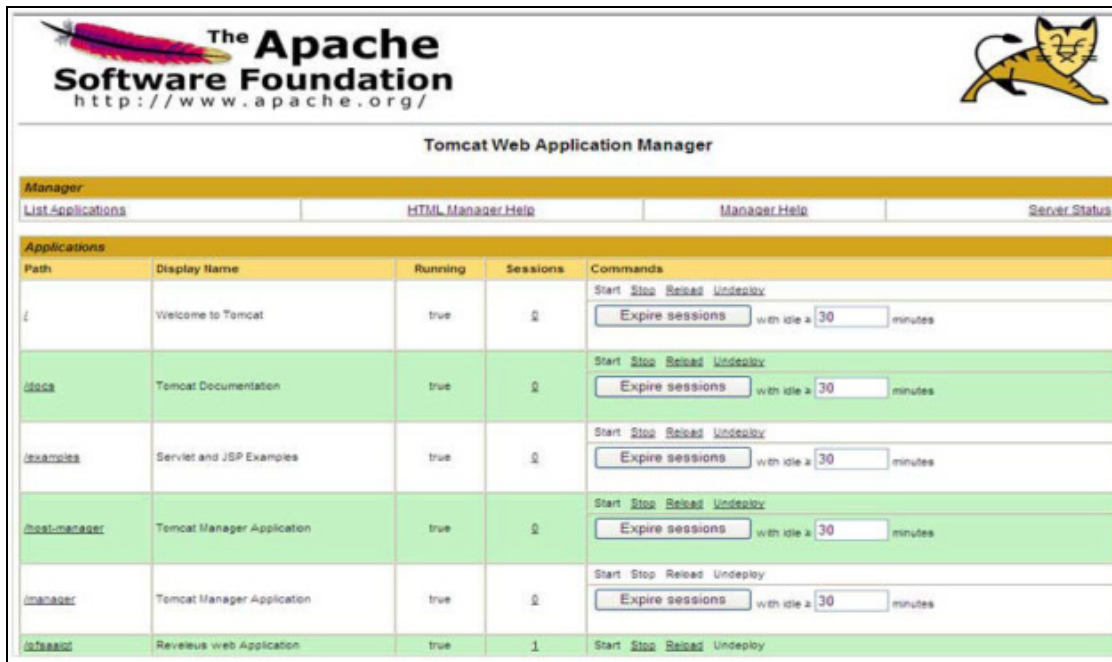 The Apache
Software Foundation
http://www.apache.org/
Tomcat Web Application Manager
Manager
List Applications HTML Manager Help Manager Help Server Status
Applications
Path Display Name Running Sessions Commands
Start Stop Reload Undeploy
/ Welcome to Tomcat true 0
Expire sessions with idle ≥ 30 minutes
Start Stop Reload Undeploy
/docs Tomcat Documentation true 0
Expire sessions with idle ≥ 30 minutes
Start Stop Reload Undeploy
/examples Servlet and JSP Examples true 0
Expire sessions with idle ≥ 30 minutes
Start Stop Reload Undeploy
/host-manager Tomcat Manager Application true 0
Expire sessions with idle ≥ 30 minutes
Start Stop Reload Undeploy
/manager Tomcat Manager Application true 0
Expire sessions with idle ≥ 30 minutes
Reveleus web Application true 1 Start Stop Reload Undeploy